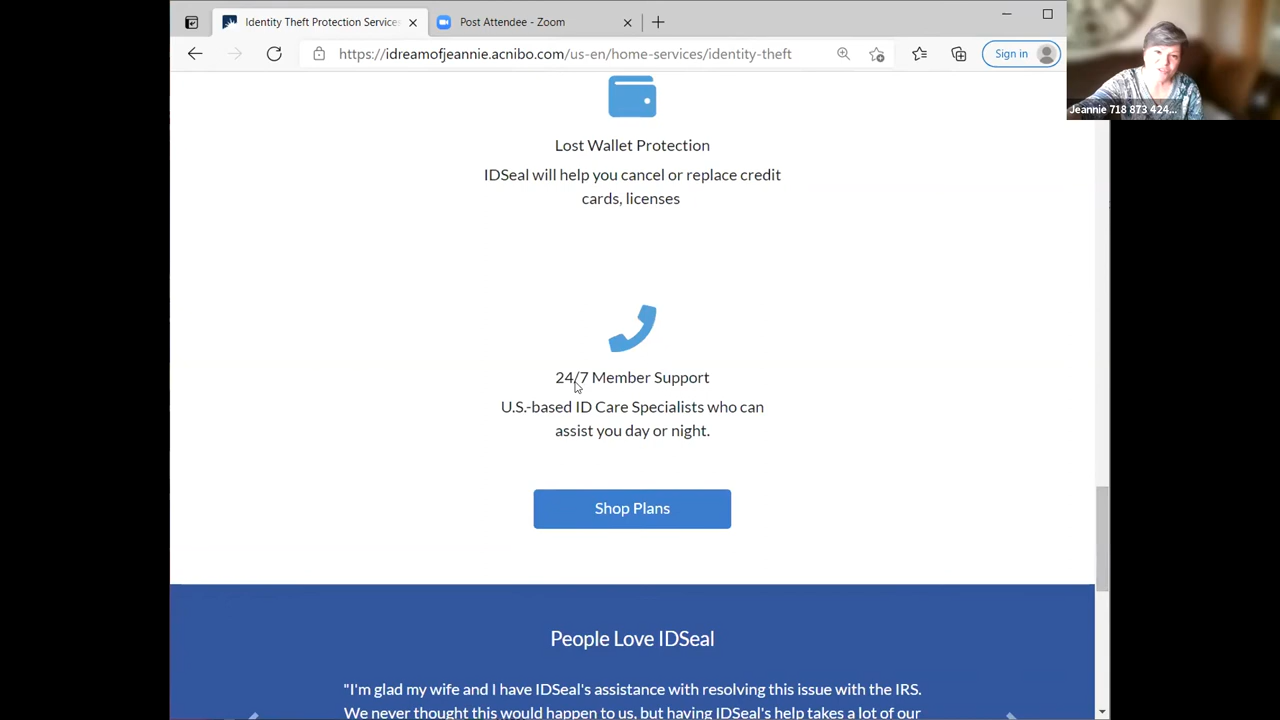 Identity Theft Protection Services
Post Attendee - Zoom
https://idreamofjeannie.acnibo.com/us-en/home-services/identity-theft
Sign in
Jeannie 718 873 424...
Lost Wallet Protection
IDSeal will help you cancel or replace credit
cards, licenses
24/7 Member Support
U.S.-based ID Care Specialists who can
assist you day or night.
Shop Plans
People Love IDSeal
"I'm glad my wife and I have IDSeal's assistance with resolving this issue with the IRS.
We never thought this would happen to us, but having IDSeal's help takes a lot of our